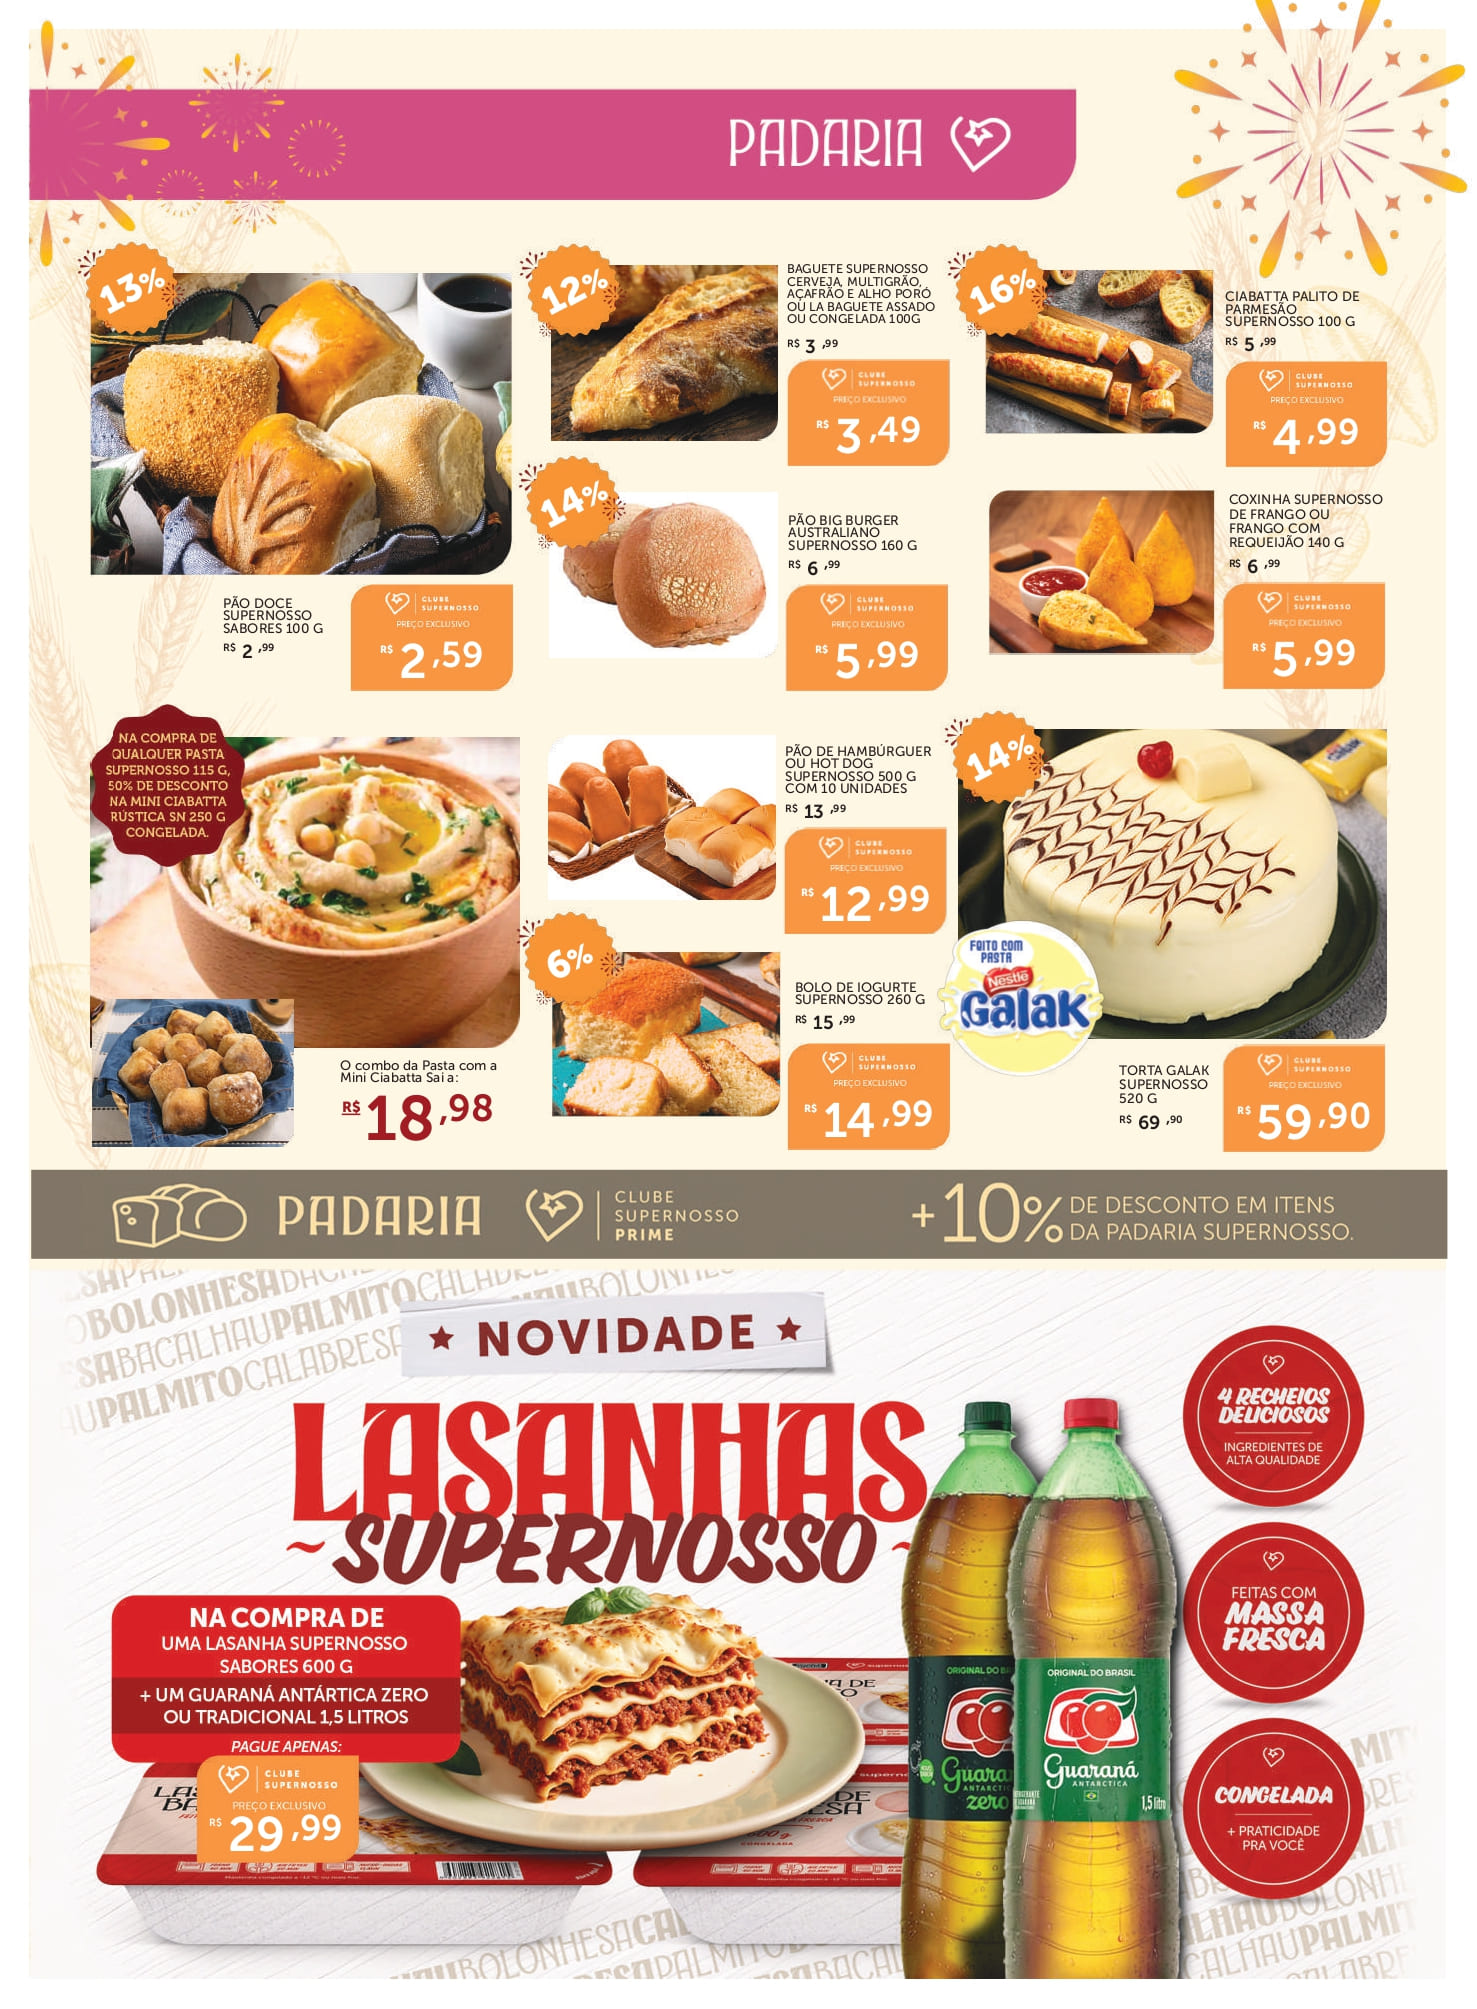 PADARIA
13%
PÃO DOCE
SUPERNOSSO
SABORES 100 G
R$ 2,99
CLUBE
SUPERNOSSO
PREÇO EXCLUSIVO
R$ 2,59
12%
BAGUETE SUPERNOSSO
CERVEJA, MULTIGRÃO,
AÇAFRÃO E ALHO PORÓ
OU LA BAGUETE ASSADO
OU CONGELADA 100G
R$ 3,99
CLUBE
SUPERNOSSO
PREÇO EXCLUSIVO
R$ 3,49
16%
CIABATTA PALITO DE
PARMESÃO
SUPERNOSSO 100 G
R$ 5,99
CLUBE
SUPERNOSSO
PREÇO EXCLUSIVO
R$ 4,99
14%
PÃO BIG BURGER
AUSTRALIANO
SUPERNOSSO 160 G
R$ 6,99
CLUBE
SUPERNOSSO
PREÇO EXCLUSIVO
R$ 5,99
COXINHA SUPERNOSSO
DE FRANGO OU
FRANGO COM
REQUEIJÃO 140 G
R$ 6,99
CLUBE
SUPERNOSSO
PREÇO EXCLUSIVO
R$ 5,99
NA COMPRA DE
QUALQUER PASTA
SUPERNOSSO 115 G,
50% DE DESCONTO
NA MINI CIABATTA
RÚSTICA SN 250 G
CONGELADA.
O combo da Pasta com a
Mini Ciabatta Sai a:
R$ 18,98
PÃO DE HAMBÚRGUER
OU HOT DOG
SUPERNOSSO 500 G
COM 10 UNIDADES
R$ 13,99
CLUBE
SUPERNOSSO
PREÇO EXCLUSIVO
R$ 12,99
6%
BOLO DE IOGURTE
SUPERNOSSO 260 G
R$ 15,99
CLUBE
SUPERNOSSO
PREÇO EXCLUSIVO
R$ 14,99
14%
FEITO COM
PASTA
Nestlé
Galak
TORTA GALAK
SUPERNOSSO
520 G
R$ 69,90
CLUBE
SUPERNOSSO
PREÇO EXCLUSIVO
R$ 59,90
PADARIA
CLUBE
SUPERNOSSO
PRIME
+10% DE DESCONTO EM ITENS
DA PADARIA SUPERNOSSO.
BOLONHESA
PALMITOCALABRESA
BACALHAUPALMITO
PALMITOCALABRESA
★ NOVIDADE ★
LASANHAS
~SUPERNOSSO~
NA COMPRA DE
UMA LASANHA SUPERNOSSO
SABORES 600 G
+ UM GUARANÁ ANTÁRTICA ZERO
OU TRADICIONAL 1,5 LITROS
PAGUE APENAS:
CLUBE
SUPERNOSSO
PREÇO EXCLUSIVO
R$ 29,99
ORIGINAL DO BRASIL
Guaraná
ANTARCTICA
1,5 litro
zero
4 RECHEIOS
DELICIOSOS
INGREDIENTES DE
ALTA QUALIDADE
FEITAS COM
MASSA
FRESCA
CONGELADA
+ PRATICIDADE
PRA VOCÊ